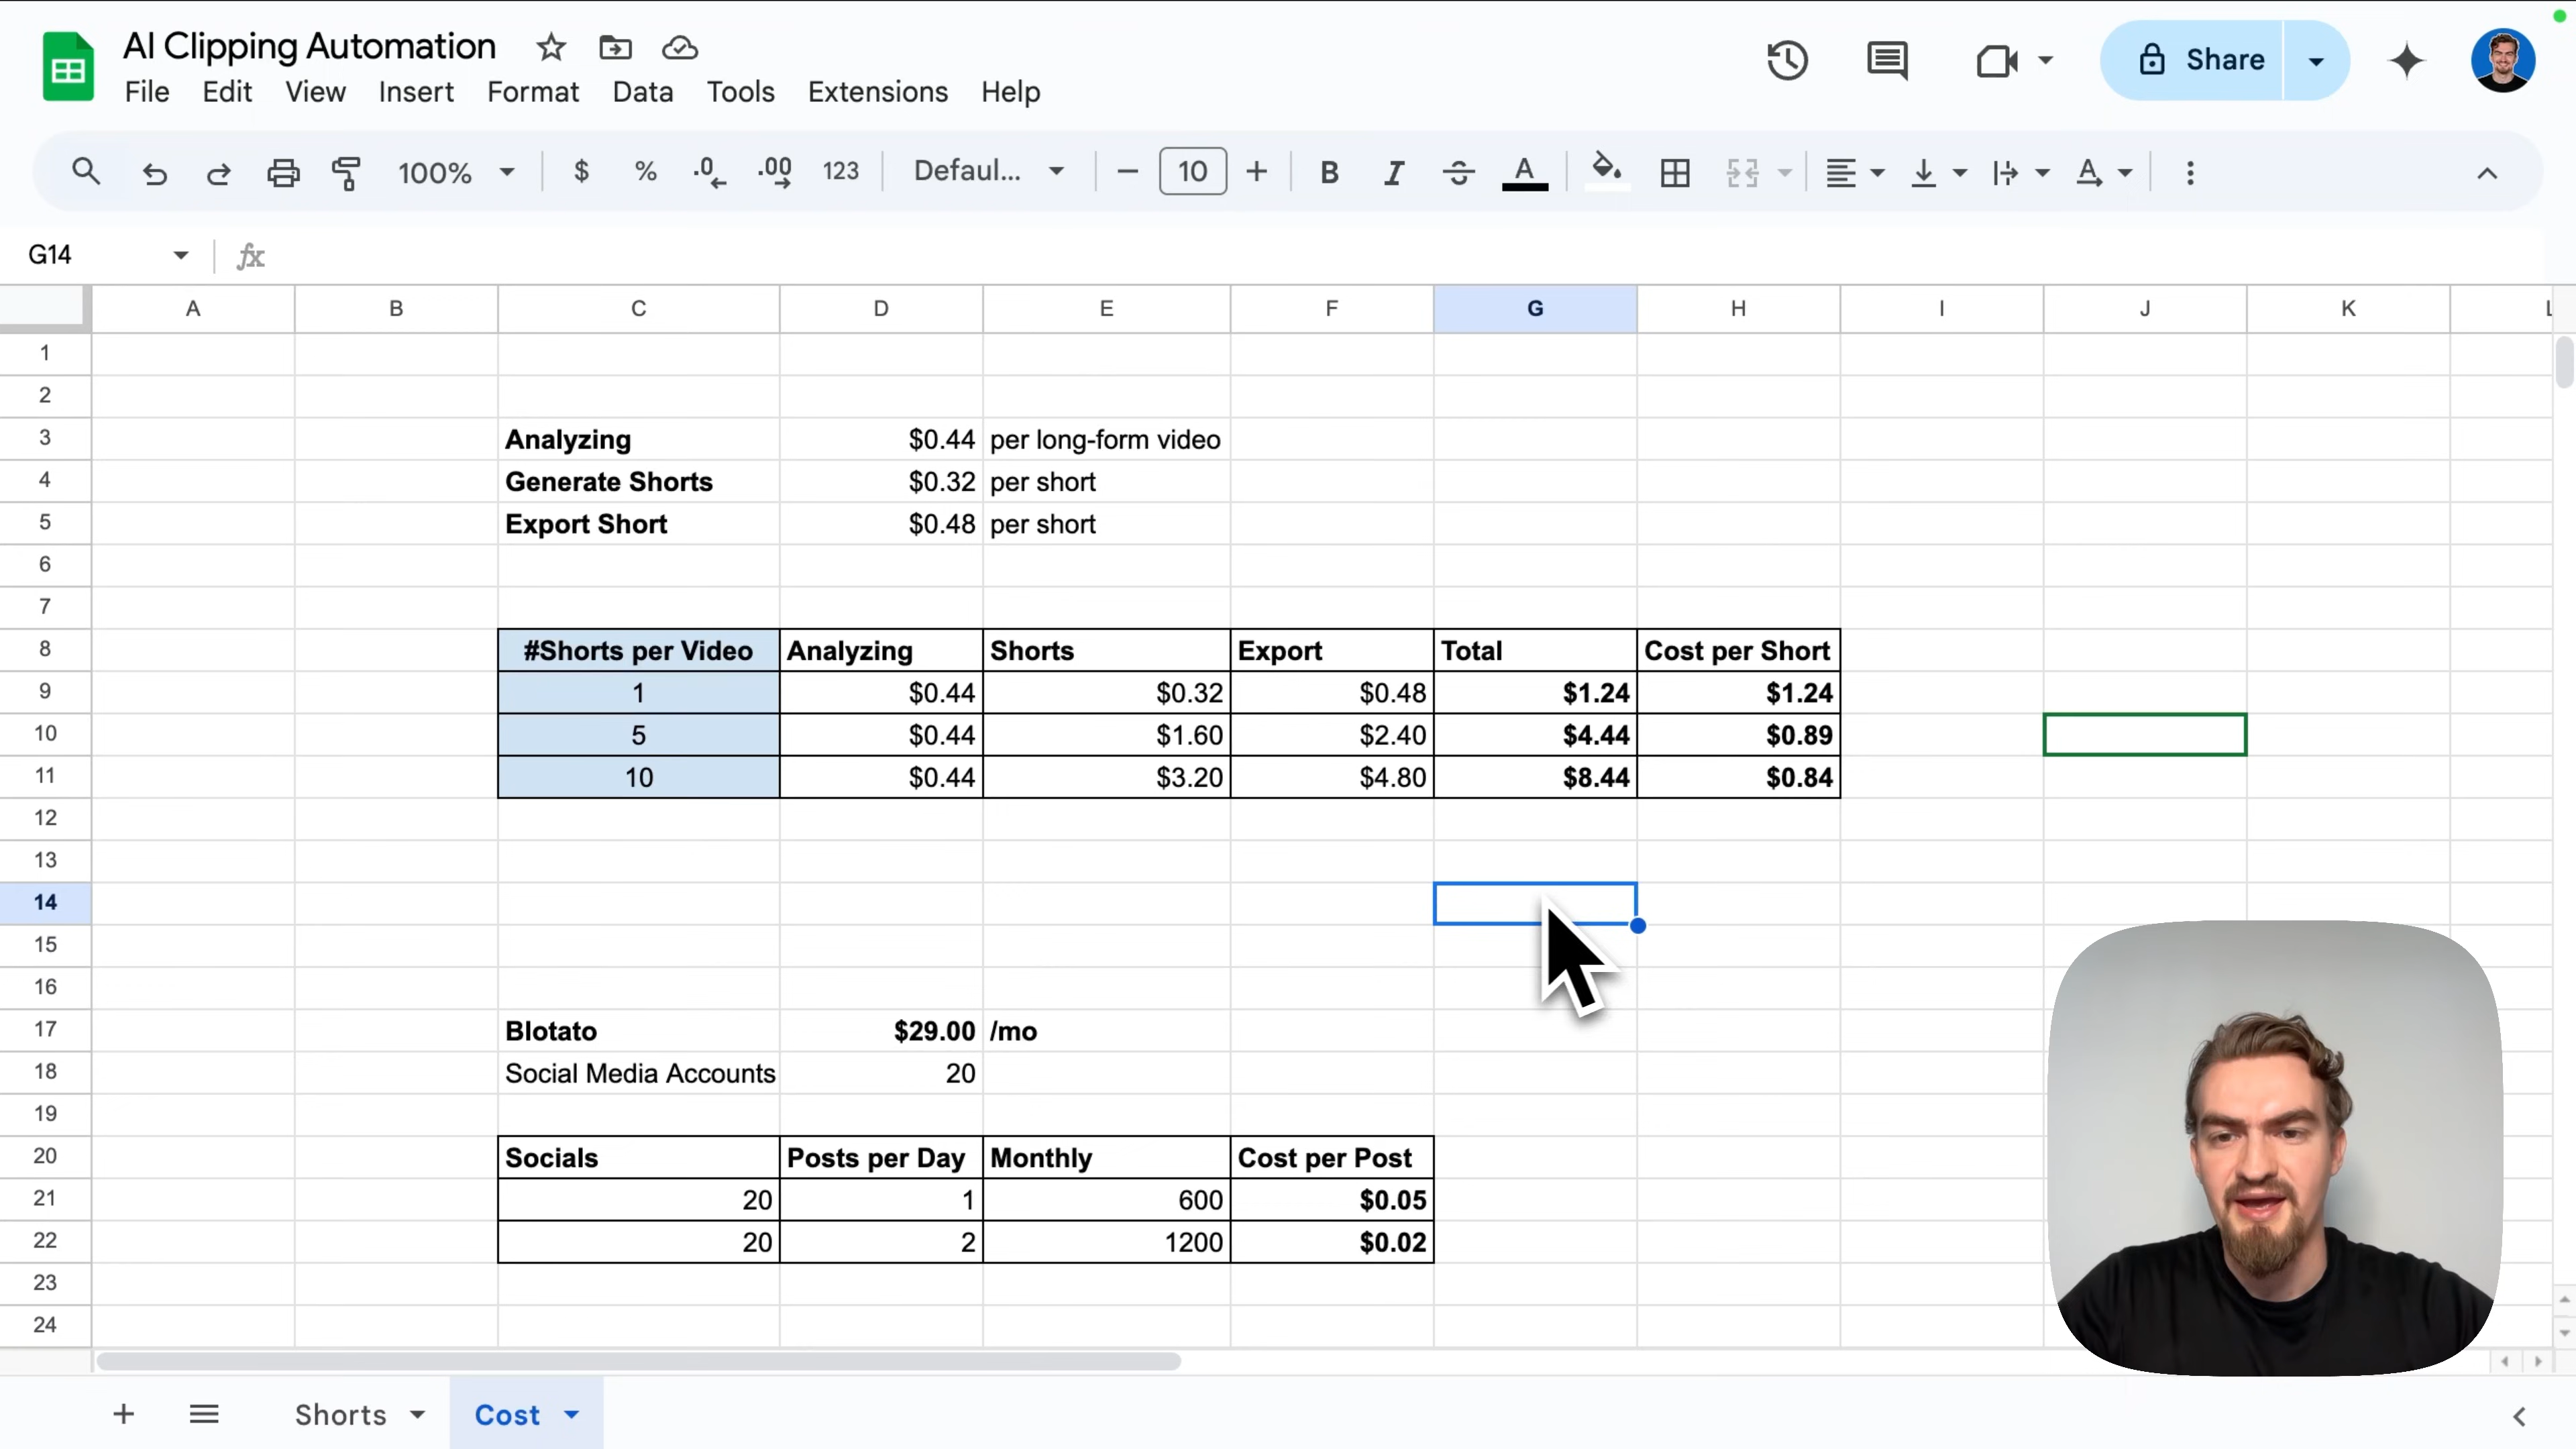 AI Clipping Automation
File Edit View Insert Format Data Tools Extensions Help
Share
100% $ % .0 .00 123 Defaul... 10 B I A A
G14 fx
A B C D E F G H I J K L
1
2
3 Analyzing $0.44 per long-form video
4 Generate Shorts $0.32 per short
5 Export Short $0.48 per short
6
7
8 #Shorts per Video Analyzing Shorts Export Total Cost per Short
9 1 $0.44 $0.32 $0.48 $1.24 $1.24
10 5 $0.44 $1.60 $2.40 $4.44 $0.89
11 10 $0.44 $3.20 $4.80 $8.44 $0.84
12
13
14
15
16
17 Blotato $29.00 /mo
18 Social Media Accounts 20
19
20 Socials Posts per Day Monthly Cost per Post
21 20 1 600 $0.05
22 20 2 1200 $0.02
23
24
Shorts Cost